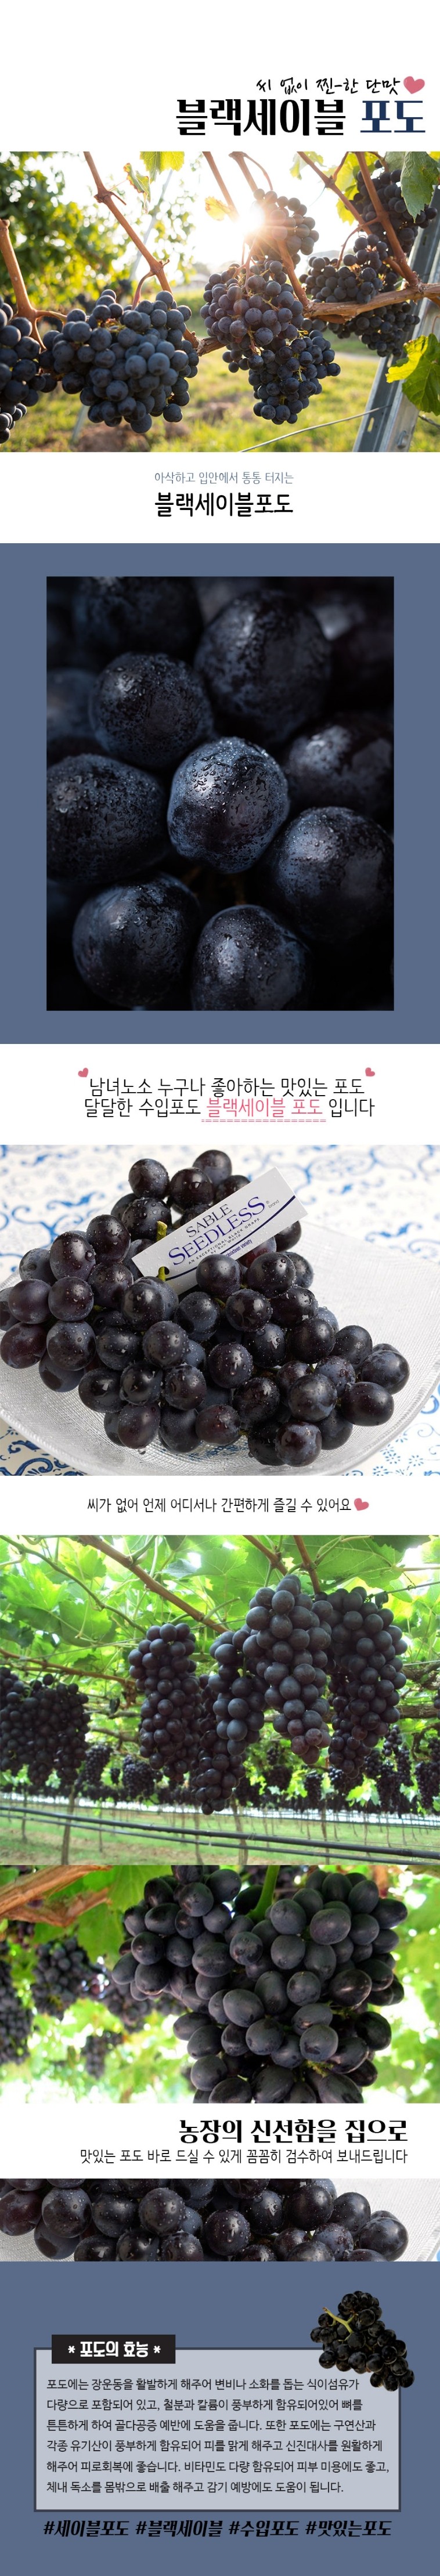 씨 없이 찐-한 단맛
블랙세이블 포도
아삭하고 입안에서 통통 터지는
블랙세이블포도
남녀노소 누구나 좋아하는 맛있는 포도
달달한 수입포도 블랙세이블 포도 입니다
SABLE
SEEDLESS
씨가 없어 언제 어디서나 간편하게 즐길 수 있어요
농장의 신선함을 집으로
맛있는 포도 바로 드실 수 있게 꼼꼼히 검수하여 보내드립니다
* 포도의 효능 *
포도에는 장운동을 활발하게 해주어 변비나 소화를 돕는 식이섬유가
다량으로 포함되어 있고, 철분과 칼륨이 풍부하게 함유되어있어 뼈를
튼튼하게 하여 골다공증 예반에 도움을 줍니다. 또한 포도에는 구연산과
각종 유기산이 풍부하게 함유되어 피를 맑게 해주고 신진대사를 원활하게
해주어 피로회복에 좋습니다. 비타민도 다량 함유되어 피부 미용에도 좋고,
체내 독소를 몸밖으로 배출 해주고 감기 예방에도 도움이 됩니다.
#세이블포도 #블랙세이블 #수입포도 #맛있는포도